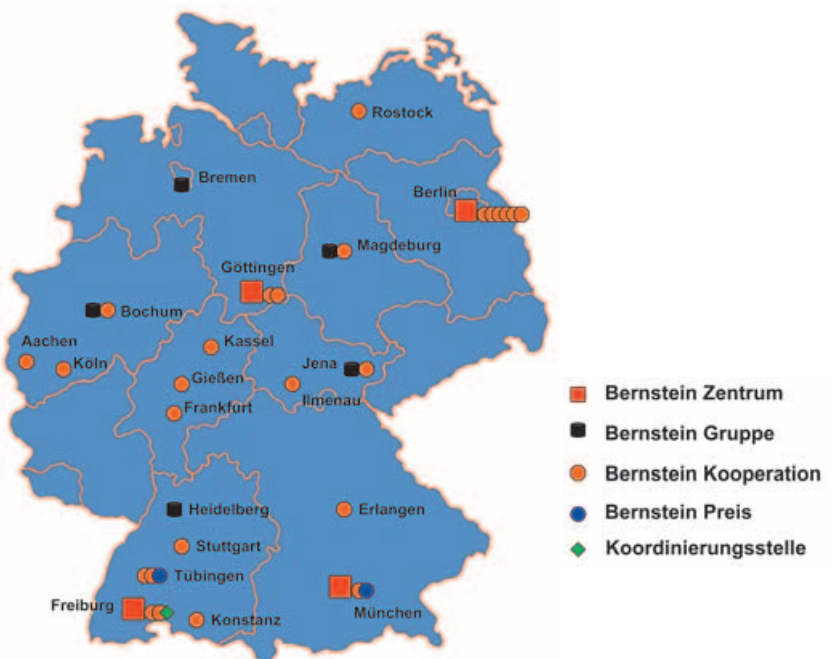 Rostock
Bremen
Berlin
Magdeburg
Göttingen
Bochum
Aachen
Kassel
Köln
Jena
Gießen
Ilmenau
Frankfurt
Heidelberg
Erlangen
Stuttgart
Tübingen
Freiburg
München
Konstanz
Bernstein Zentrum
Bernstein Gruppe
Bernstein Kooperation
Bernstein Preis
Koordinierungsstelle